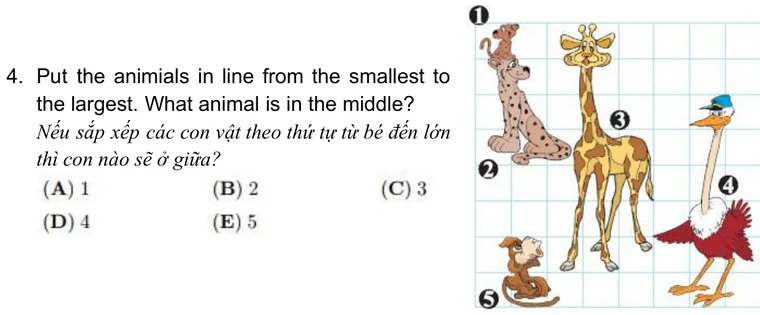 4. Put the animials in line from the smallest to
the largest. What animal is in the middle?
Nếu sắp xếp các con vật theo thứ tự từ bé đến lớn
thì con nào sẽ ở giữa?
(A) 1 (B) 2 (C) 3
(D) 4 (E) 5
1
3
2
4
5